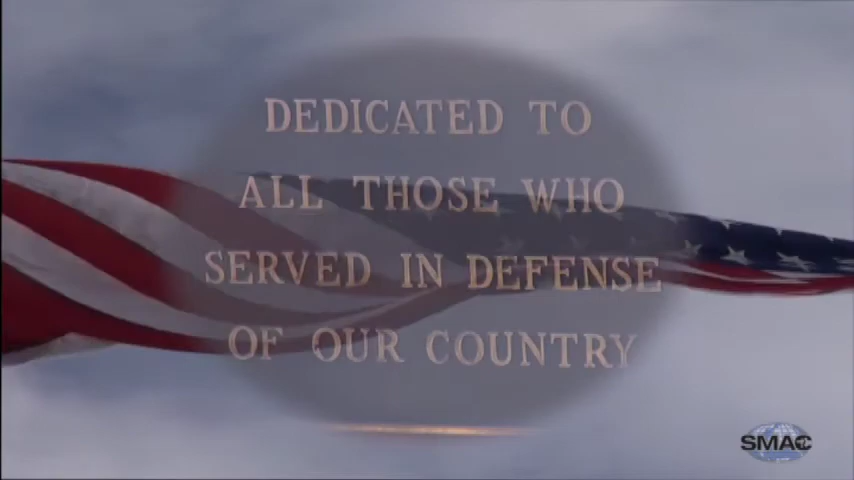 DEDICATED TO
ALL THOSE WHO
SERVED IN DEFENSE
OF OUR COUNTRY
SMAC